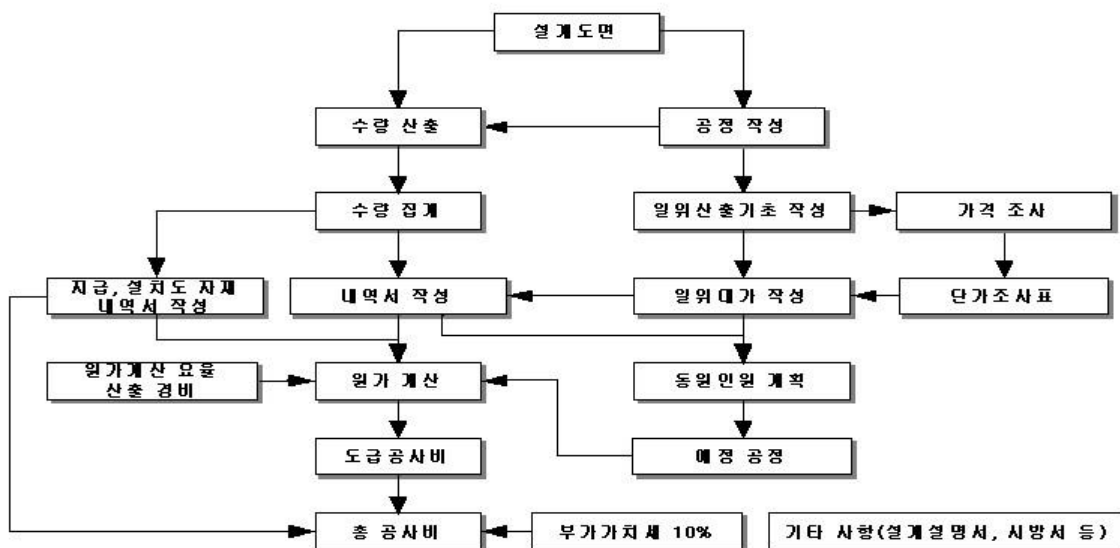 설계도면
수량 산출
공정 작성
수량 집계
일위산출기초 작성
가격 조사
지급,설치도 자재
내역서 작성
내역서 작성
일위대가 작성
단가조사표
원가계산 요율
산출 경비
원가 계산
동원인원 계획
도급공사비
예정 공정
총 공사비
부가가치세 10%
기타 사항(설계설명서, 시방서 등)